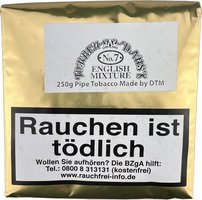 No. 7
ENGLISH
MIXTURE
250g Pipe Tobacco Made by DTM
Rauchen ist
tödlich
Wollen Sie aufhören? Die BZgA hilft:
Tel.: 0800 8 313131 (kostenfrei)
www.rauchfrei-info.de